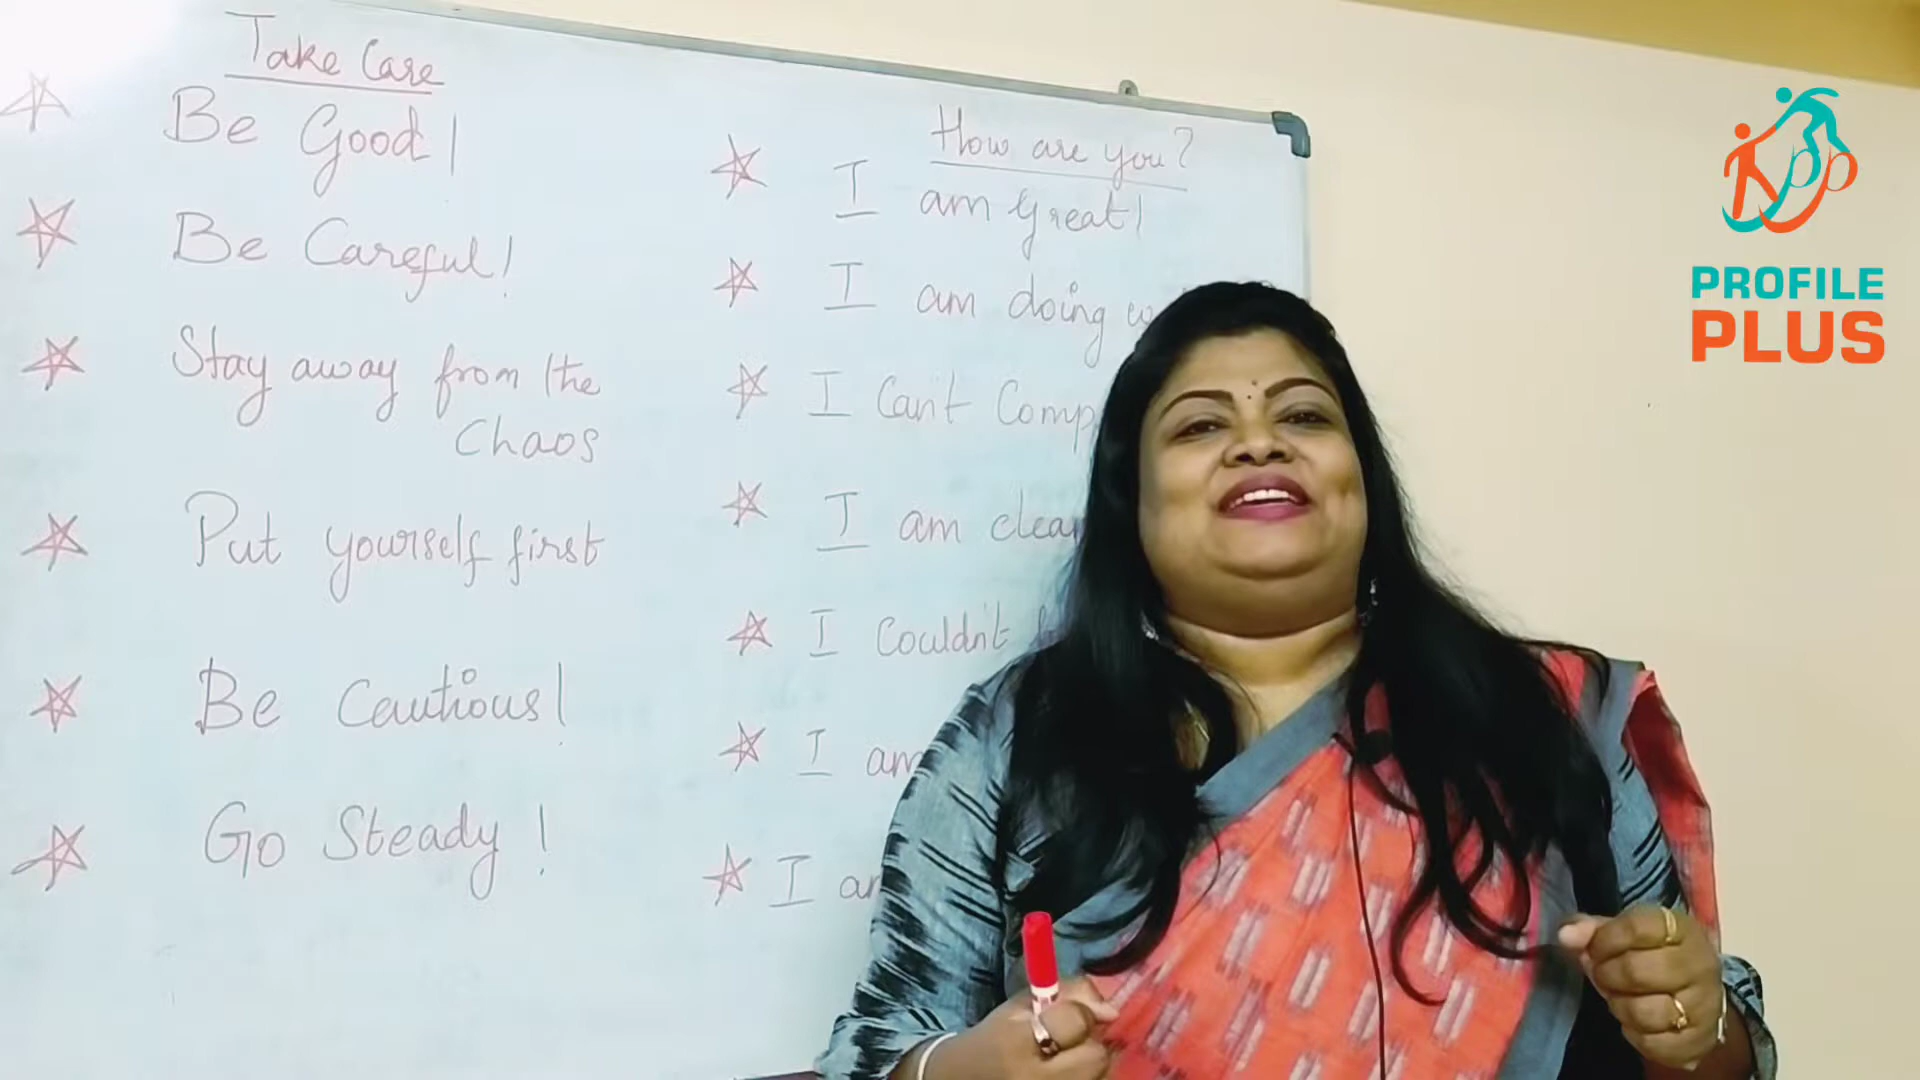 Take Care
Be Good!
Be Careful!
Stay away from the
Chaos
Put yourself first
Be Cautious!
Go Steady!
How are you?
I am great!
I am doing
I Can't
I am
I Couldn't
I am
I
PROFILE
PLUS